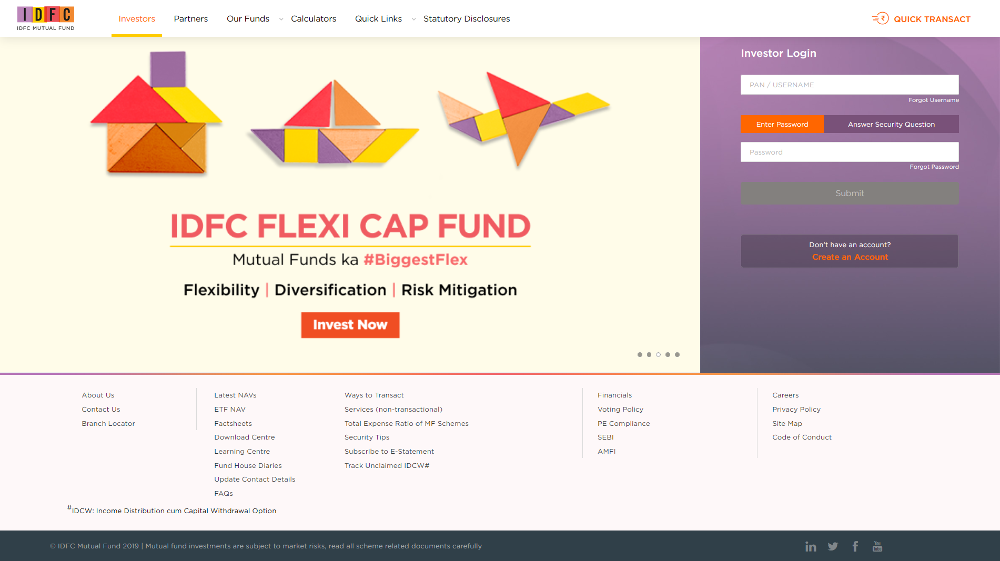 IDFC
IDFC MUTUAL FUND
Investors
Partners
Our Funds
Calculators
Quick Links
Statutory Disclosures
QUICK TRANSACT
IDFC FLEXI CAP FUND
Mutual Funds ka #BiggestFlex
Flexibility | Diversification | Risk Mitigation
Invest Now
Investor Login
PAN / USERNAME
Forgot Username
Enter Password
Answer Security Question
Password
Forgot Password
Submit
Don't have an account?
Create an Account
About Us
Contact Us
Branch Locator
Latest NAVs
ETF NAV
Factsheets
Download Centre
Learning Centre
Fund House Diaries
Update Contact Details
FAQs
Ways to Transact
Services (non-transactional)
Total Expense Ratio of MF Schemes
Security Tips
Subscribe to E-Statement
Track Unclaimed IDCW#
Financials
Voting Policy
PE Compliance
SEBI
AMFI
Careers
Privacy Policy
Site Map
Code of Conduct
#IDCW: Income Distribution cum Capital Withdrawal Option
© IDFC Mutual Fund 2019 | Mutual fund investments are subject to market risks, read all scheme related documents carefully
in
f
You
Tube